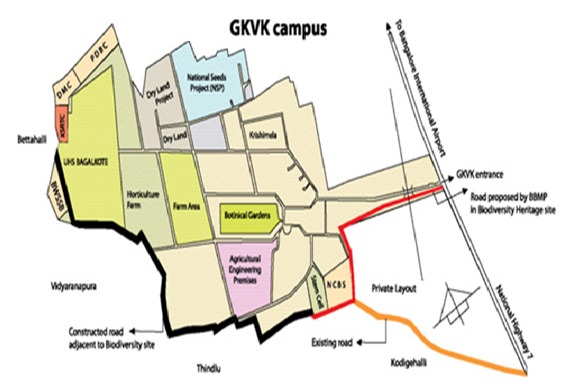 GKVK campus
To Bangalore International Airport
PDBC
DMC
KSRTC
Dry Land
Project
National Seeds
Project (NSP)
Bettahalli
Dry Land
Krishimela
UHS BAGALKOTE
GKVK entrance
BWSSB
Horticulture
Farm
Farm Area
Road proposed by BBMP
in Biodiversity Heritage site
Botinical Gardens
Agricultural
Engineering
Premises
Vidyaranapura
Stem Cell
NCBS
Private Layout
National Highway 7
Constructed road
adjacent to Biodiversity site
Existing road
Kodigehalli
Thindlu